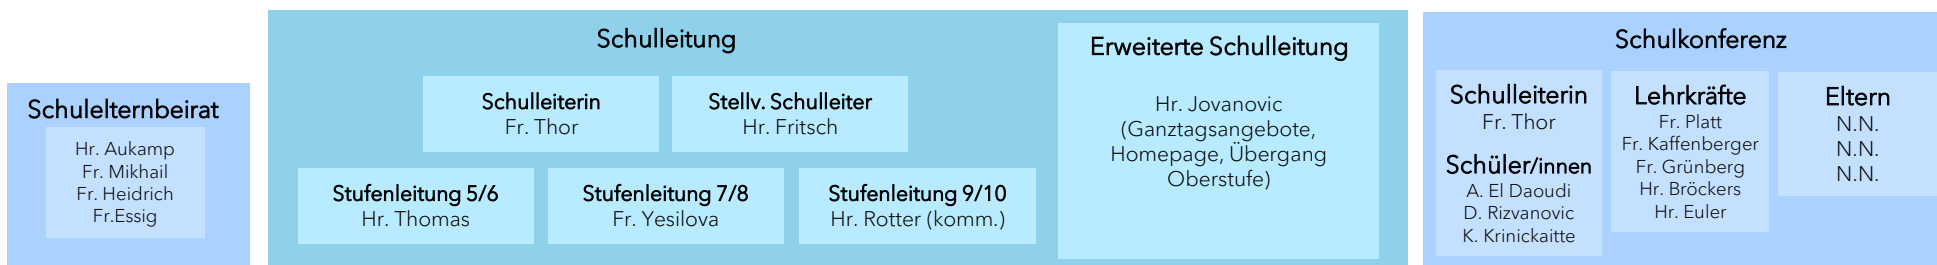 Schulelternbeirat
Hr. Aukamp
Fr. Mikhail
Fr. Heidrich
Fr.Essig
Schulleitung
Schulleiterin
Fr. Thor
Stellv. Schulleiter
Hr. Fritsch
Stufenleitung 5/6
Hr. Thomas
Stufenleitung 7/8
Fr. Yesilova
Stufenleitung 9/10
Hr. Rotter (komm.)
Erweiterte Schulleitung
Hr. Jovanovic
(Ganztagsangebote,
Homepage, Übergang
Oberstufe)
Schulkonferenz
Schulleiterin
Fr. Thor
Schüler/innen
A. El Daoudi
D. Rizvanovic
K. Krinickaitte
Lehrkräfte
Fr. Platt
Fr. Kaffenberger
Fr. Grünberg
Hr. Bröckers
Hr. Euler
Eltern
N.N.
N.N.
N.N.